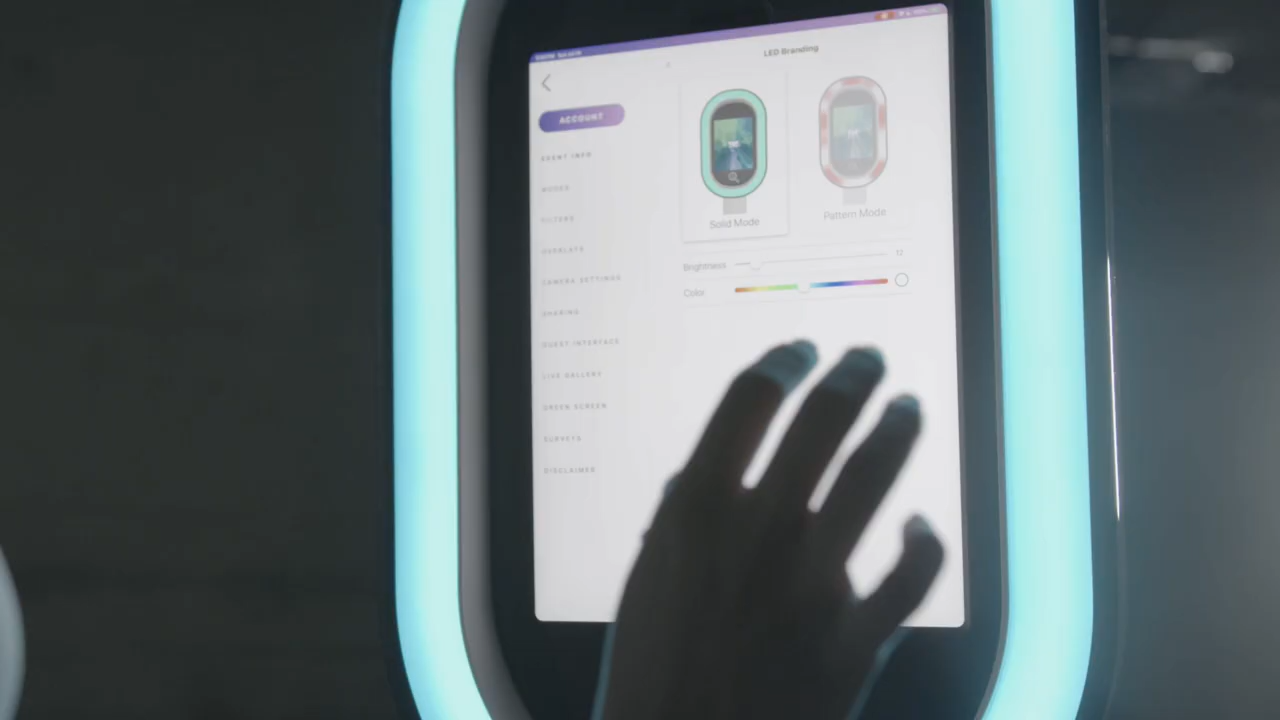 LED Branding
ACCOUNT
EVENT INFO
MODES
FILTERS
OVERLAYS
CAMERA SETTINGS
SHARING
GUEST INTERFACE
LIVE GALLERY
GREEN SCREEN
SURVEYS
DISCLAIMER
Solid Mode
Pattern Mode
Brightness
12
Color